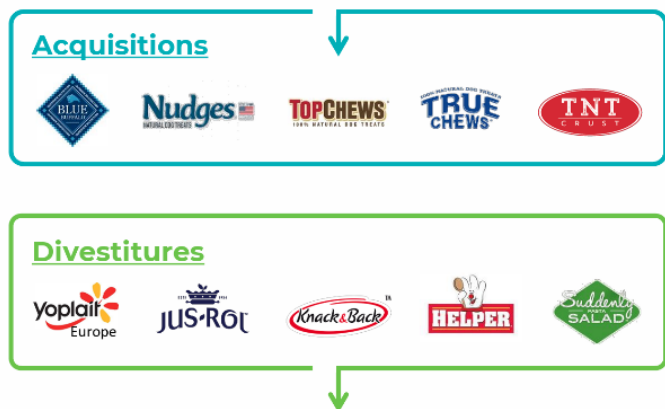 Acquisitions
BLUE
BUFFALO
Nudges
NATURAL DOG TREATS
TOPCHEWS
100% NATURAL DOG TREATS
100% NATURAL DOG TREATS
TRUE
CHEWS
TNT
CRUST
Divestitures
Yoplait
Europe
JUS-ROL
Knack&Back
HELPER
Suddenly
PASTA
SALAD